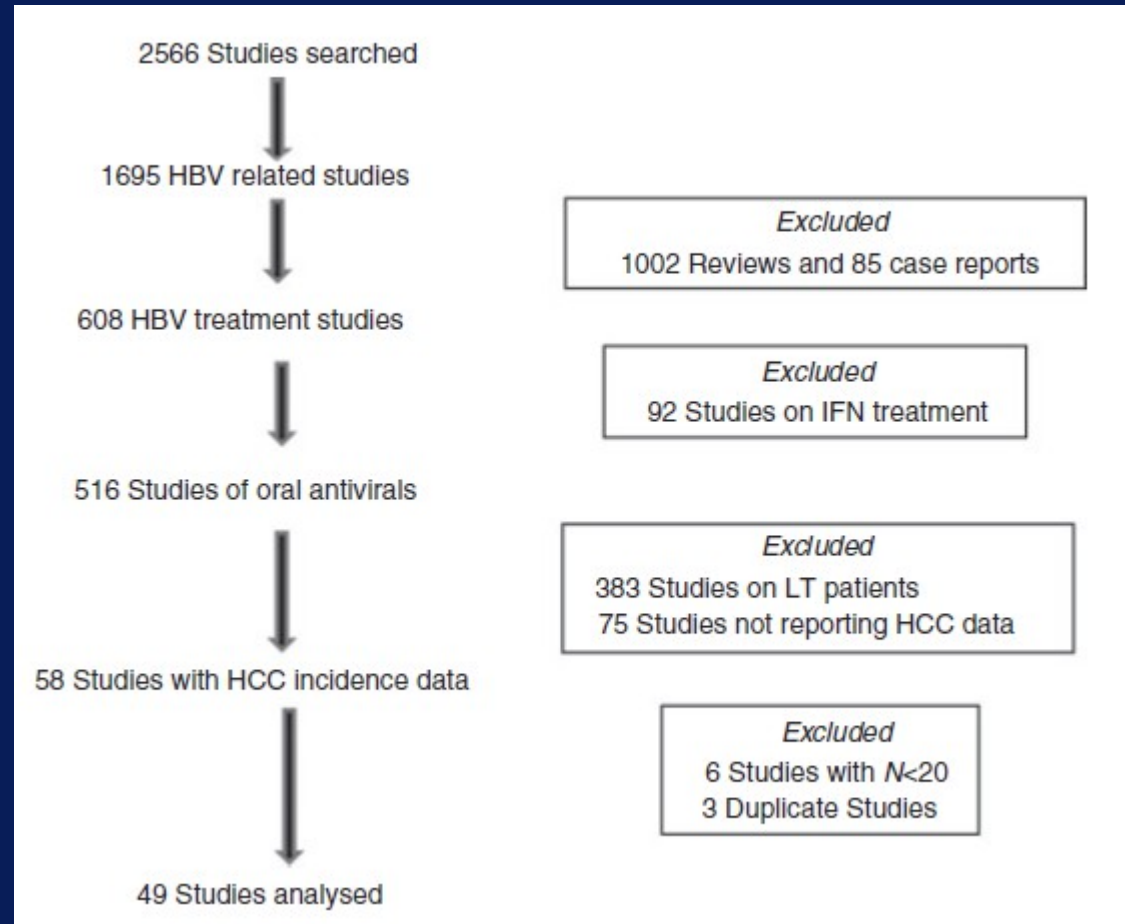 2566 Studies searched
1695 HBV related studies
Excluded
1002 Reviews and 85 case reports
608 HBV treatment studies
Excluded
92 Studies on IFN treatment
516 Studies of oral antivirals
Excluded
383 Studies on LT patients
75 Studies not reporting HCC data
58 Studies with HCC incidence data
Excluded
6 Studies with N<20
3 Duplicate Studies
49 Studies analysed